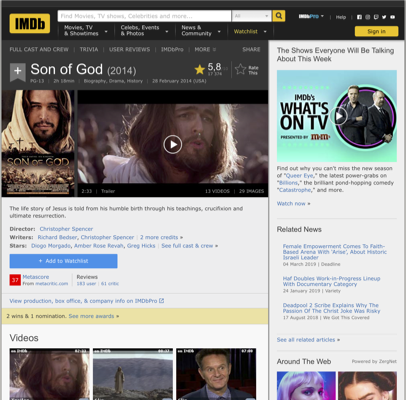 IMDb
Find Movies, TV shows, Celebrities and more...
All
IMDbPro
Help
Movies, TV
& Showtimes
Celebs, Events
& Photos
News &
Community
Watchlist
Sign in
FULL CAST AND CREW | TRIVIA | USER REVIEWS | IMDbPro | MORE
SHARE
Son of God (2014)
5,8
Rate
This
PG-13 | 2h 18min | Biography, Drama, History | 28 February 2014 (USA)
SON OF GOD
2:33 | Trailer
13 VIDEOS | 29 IMAGES
The life story of Jesus is told from his humble birth through his teachings, crucifixion and
ultimate resurrection.
Director: Christopher Spencer
Writers: Richard Bedser, Christopher Spencer | 2 more credits »
Stars: Diogo Morgado, Amber Rose Revah, Greg Hicks | See full cast & crew »
+ Add to Watchlist
37
Metascore
From metacritic.com
Reviews
183 user | 61 critic
View production, box office, & company info on IMDbPro
2 wins & 1 nomination. See more awards »
Videos
The Shows Everyone Will Be Talking
About This Week
IMDb's
WHAT'S
ON TV
PRESENTED BY
Find out why you can't miss the new season
of "Queer Eye," the latest power-grabs on
"Billions," the brilliant pond-hopping comedy
"Catastrophe," and more.
Watch now »
Related News
Female Empowerment Comes To Faith-
Based Arena With 'Arise,' About Historic
Israeli Leader
04 March 2019 | Deadline
Haf Doubles Work-in-Progress Lineup
With Documentary Category
24 January 2019 | Variety
Deadpool 2 Scribe Explains Why The
Passion Of The Christ Joke Was Risky
17 August 2018 | We Got This Covered
See all related articles »
Around The Web
Powered by ZergNet